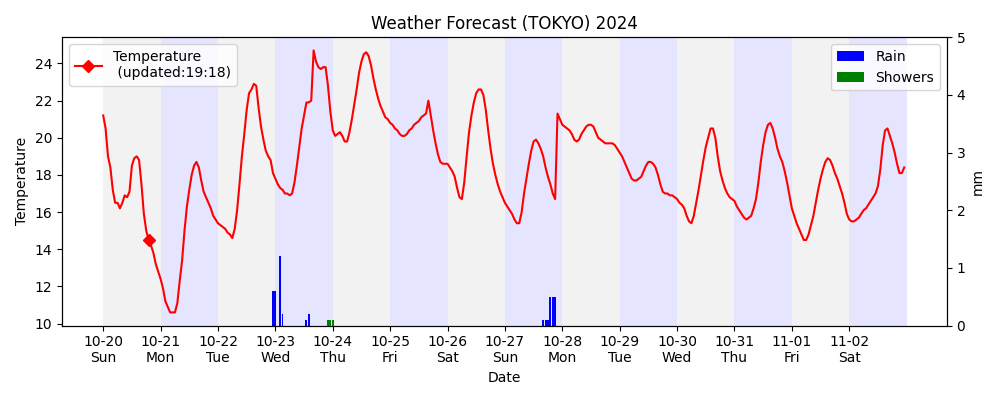 Weather Forecast (TOKYO) 2024
Temperature
(updated:19:18)
Rain
Showers
Temperature
24
22
20
18
16
14
12
10
5
4
3
2
1
0
mm
10-20 10-21 10-22 10-23 10-24 10-25 10-26 10-27 10-28 10-29 10-30 10-31 11-01 11-02
Sun Mon Tue Wed Thu Fri Sat Sun Mon Tue Wed Thu Fri Sat
Date